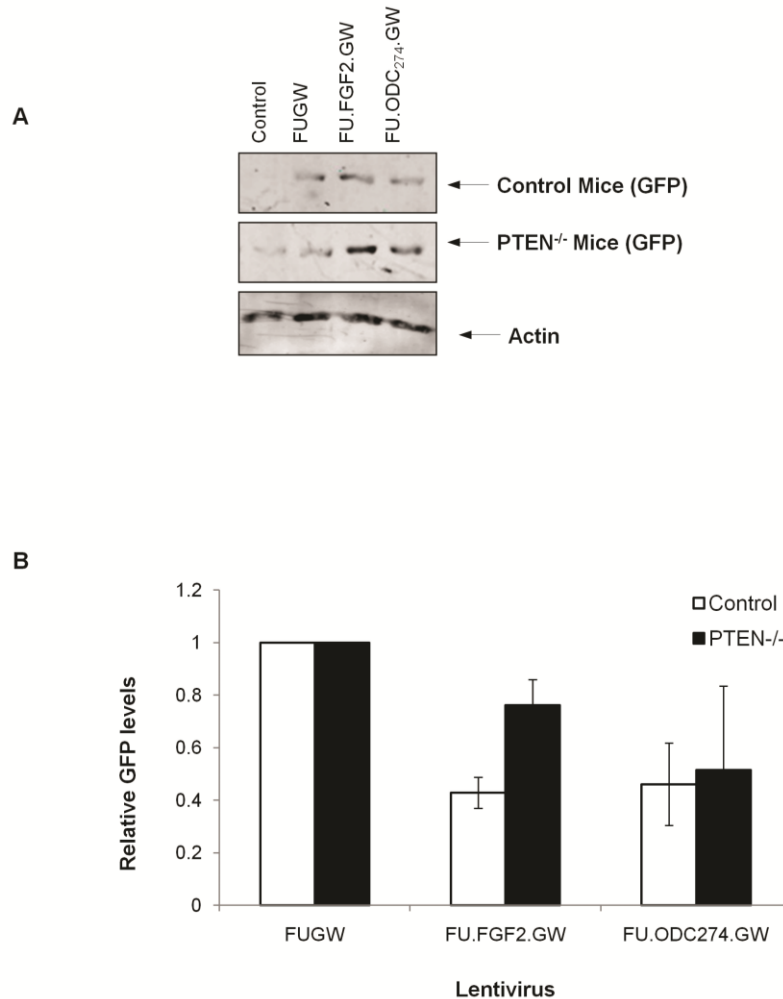 A
Control
FUGW
FU.FGF2.GW
FU.ODC₂₇₄.GW
Control Mice (GFP)
PTEN⁻/⁻ Mice (GFP)
Actin
B
Relative GFP levels
1.2
1
0.8
0.6
0.4
0.2
0
Control
PTEN-/-
FUGW
FU.FGF2.GW
FU.ODC274.GW
Lentivirus